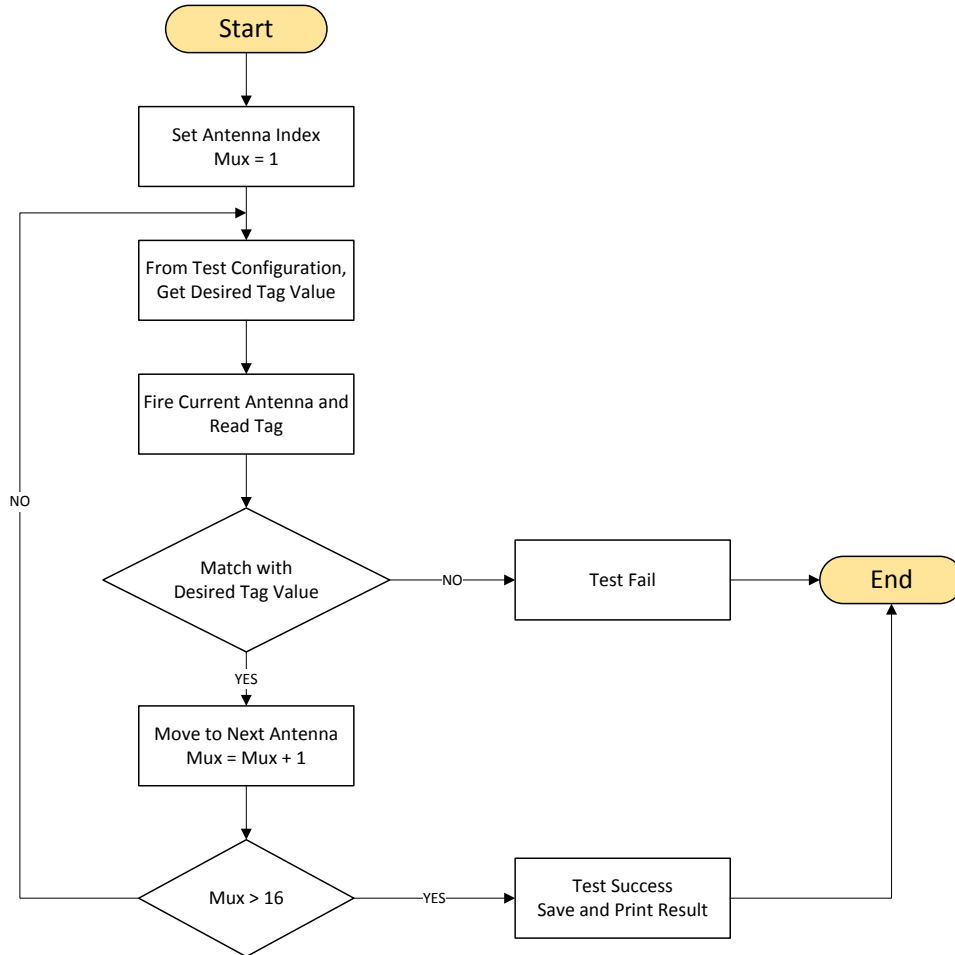 Start
Set Antenna Index
Mux = 1
From Test Configuration,
Get Desired Tag Value
Fire Current Antenna and
Read Tag
NO
Match with
Desired Tag Value
NO
Test Fail
End
YES
Move to Next Antenna
Mux = Mux + 1
Mux > 16
YES
Test Success
Save and Print Result